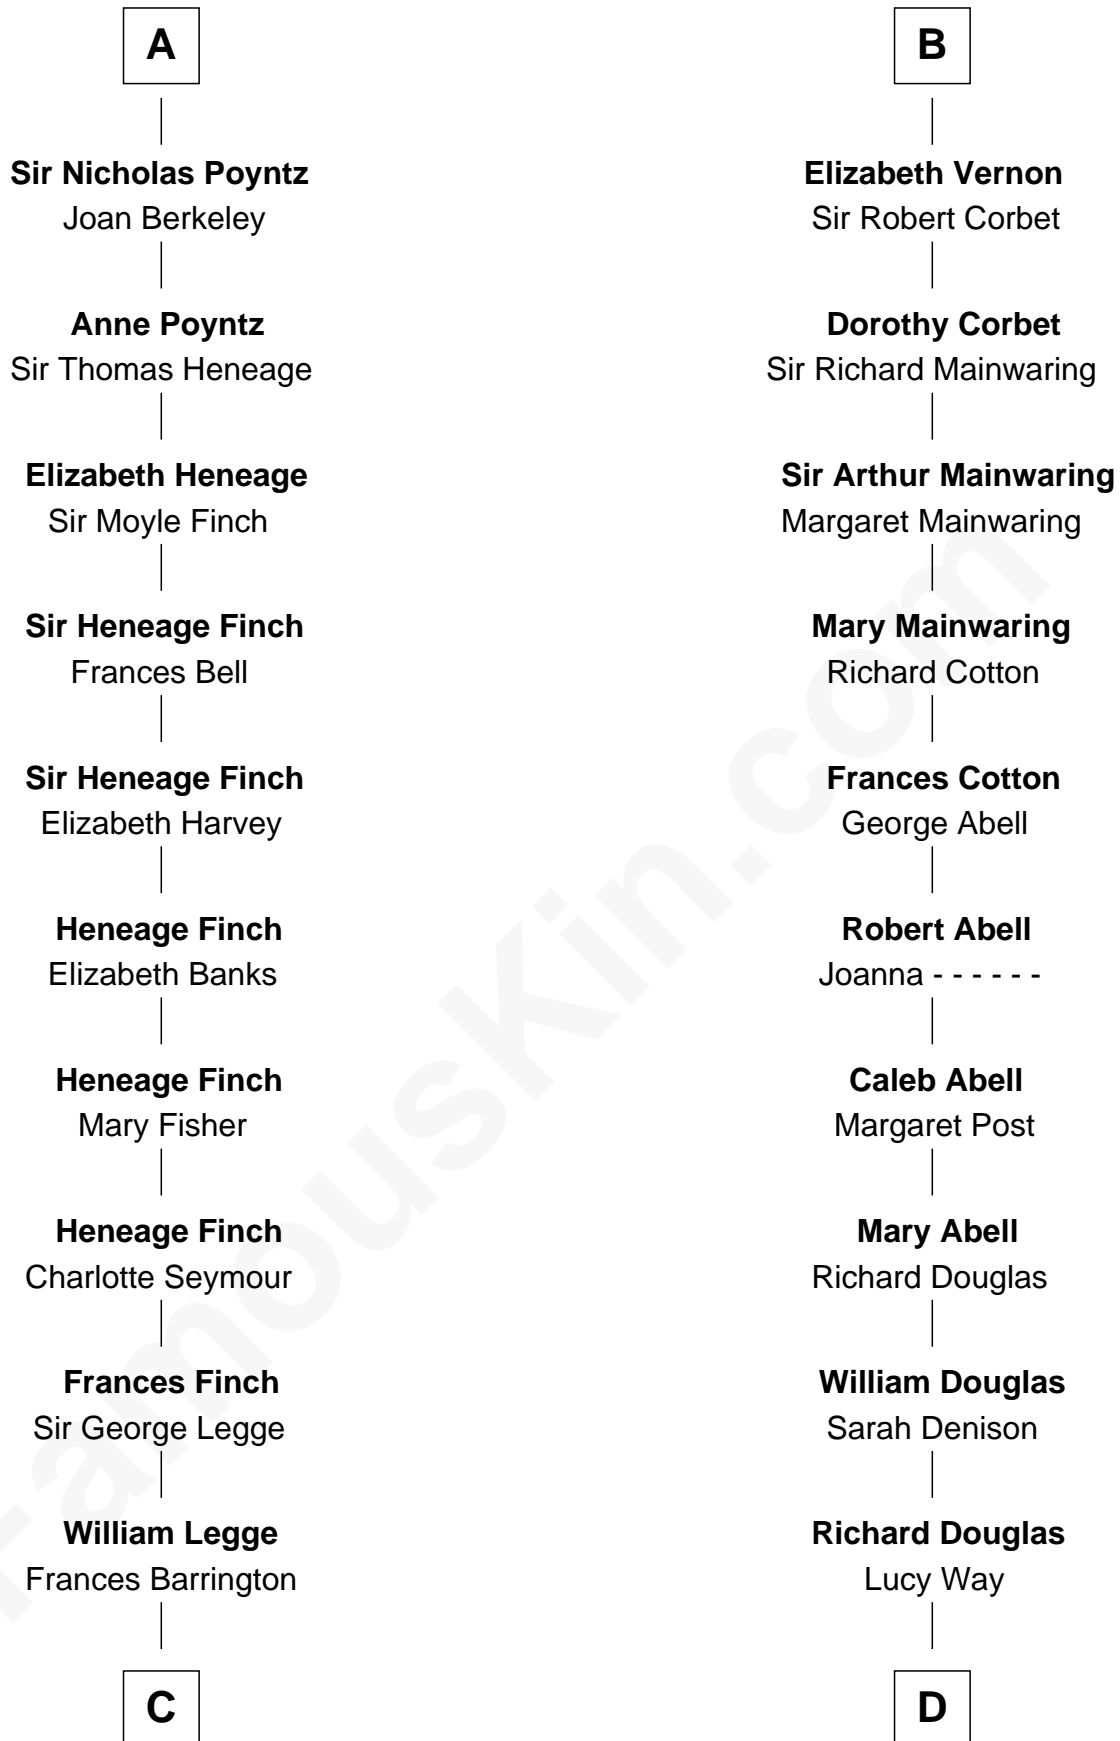 A
Sir Nicholas Poyntz
Joan Berkeley
Anne Poyntz
Sir Thomas Heneage
Elizabeth Heneage
Sir Moyle Finch
Sir Heneage Finch
Frances Bell
Sir Heneage Finch
Elizabeth Harvey
Heneage Finch
Elizabeth Banks
Heneage Finch
Mary Fisher
Heneage Finch
Charlotte Seymour
Frances Finch
Sir George Legge
William Legge
Frances Barrington
C
B
Elizabeth Vernon
Sir Robert Corbet
Dorothy Corbet
Sir Richard Mainwaring
Sir Arthur Mainwaring
Margaret Mainwaring
Mary Mainwaring
Richard Cotton
Frances Cotton
George Abell
Robert Abell
Joanna - - - - - -
Caleb Abell
Margaret Post
Mary Abell
Richard Douglas
William Douglas
Sarah Denison
Richard Douglas
Lucy Way
D
FamousKin.com